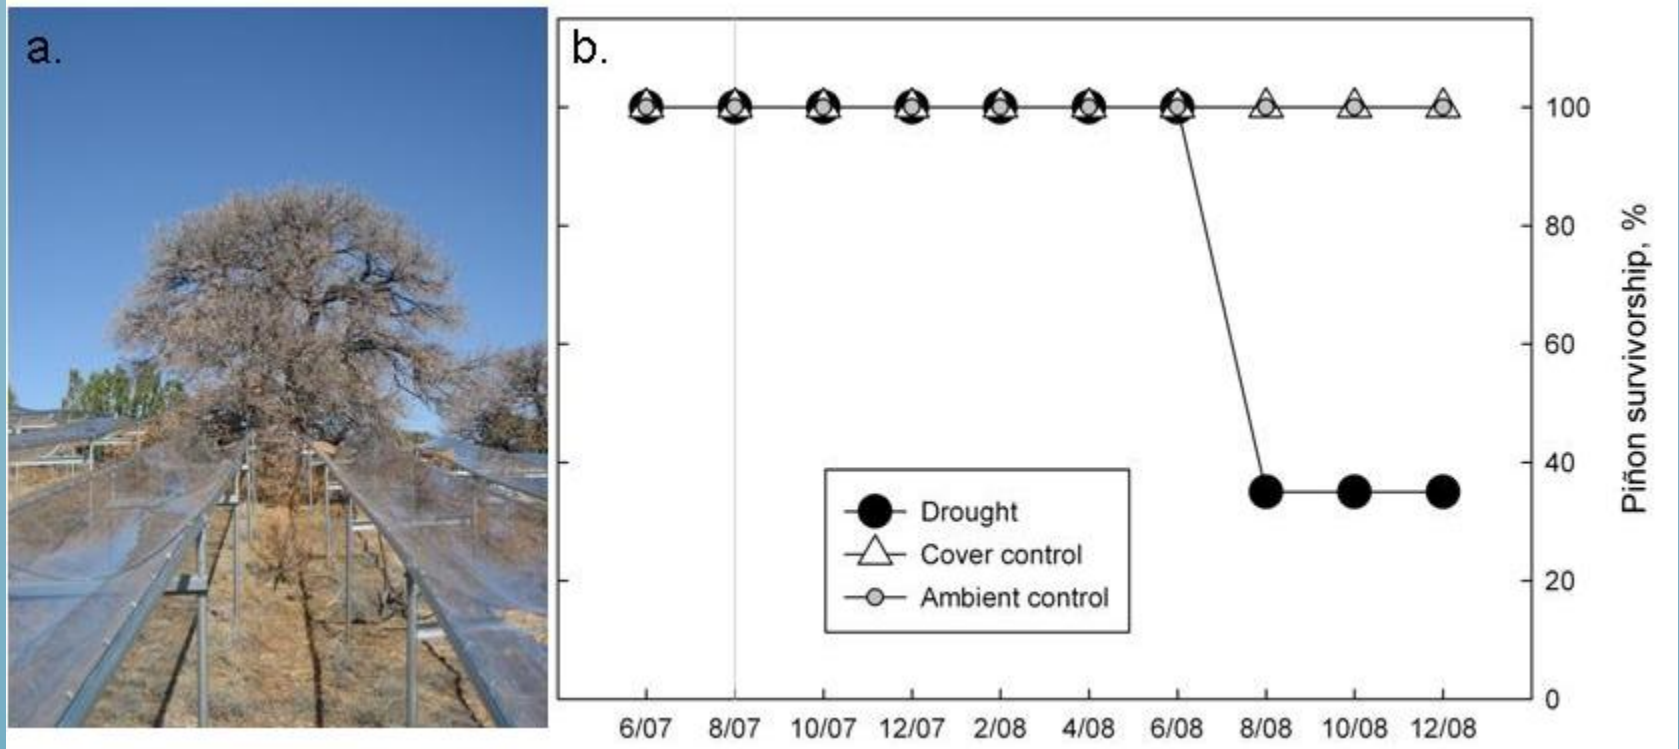 a.
b.
100
80
60
40
20
0
Piñon survivorship, %
Drought
Cover control
Ambient control
6/07 8/07 10/07 12/07 2/08 4/08 6/08 8/08 10/08 12/08